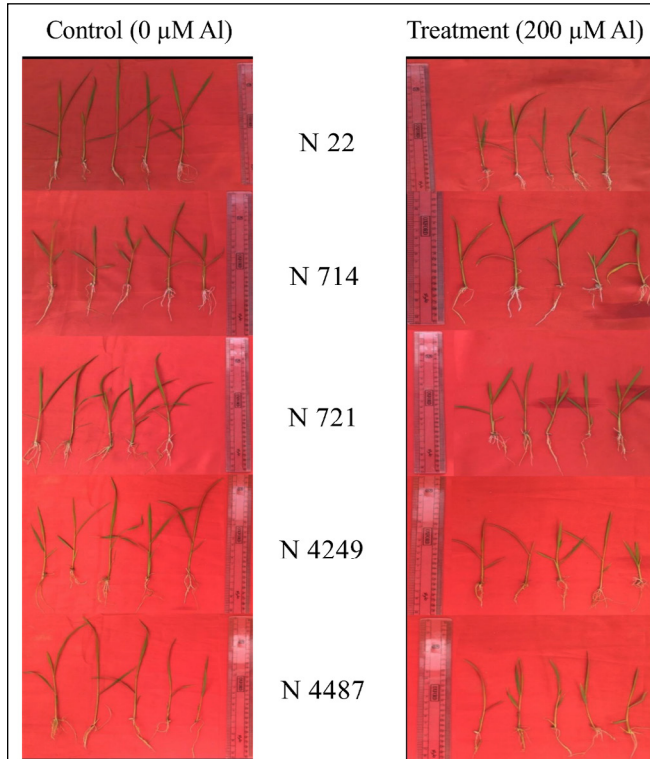 Control (0 µM Al)
Treatment (200 µM Al)
N 22
N 714
N 721
N 4249
N 4487